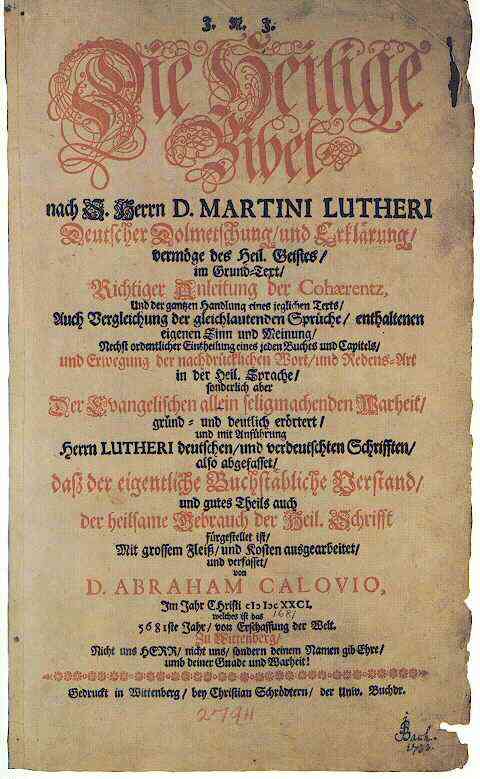 J. N. J.
Die Heilige
Bibel
nach S. Herrn D. MARTINI LUTHERI
Deutscher Dolmetschung/ und Erklärung/
vermöge des Heil. Geistes/
im Grund-Text/
Richtiger Anleitung der Cohærentz,
Und der gantzen Handlung eines jeglichen Texts/
Auch Vergleichung der gleichlautenden Sprüche/ enthaltenen
eigenen Sinn und Meinung/
Nechst ordentlicher Eintheilung eines jeden Buches und Capitels/
und Erwegung der nachdrücklichen Wort/ und Redens-Art
in der Heil. Sprache/
sonderlich aber
Der Evangelischen allein seligmachenden Warheit/
gründ- und deutlich erörtert/
und mit Anführung
Herrn LUTHERI deutschen/ und verdeutschten Schrifften/
also abgefasset/
daß der eigentliche Buchstäbliche Verstand/
und gutes Theils auch
der heilsame Gebrauch der Heil. Schrifft
fürgestellet ist/
Mit grossem Fleiß/ und Kosten ausgearbeitet/
und verfasset/
von
D. ABRAHAM CALOVIO,
Im Jahr Christi cIↃ IↃc XXCI,
welches ist das 1681
5681ste Jahr/ von Erschaffung der Welt.
Zu Wittenberg/
Nicht uns HERR/ nicht uns/ sondern deinem Namen gib Ehre/
umb deiner Gnade und Warheit!
Gedruckt in Wittenberg/ bey Christian Schrödtern/ der Univ. Buchdr.
JSBach.
1733.